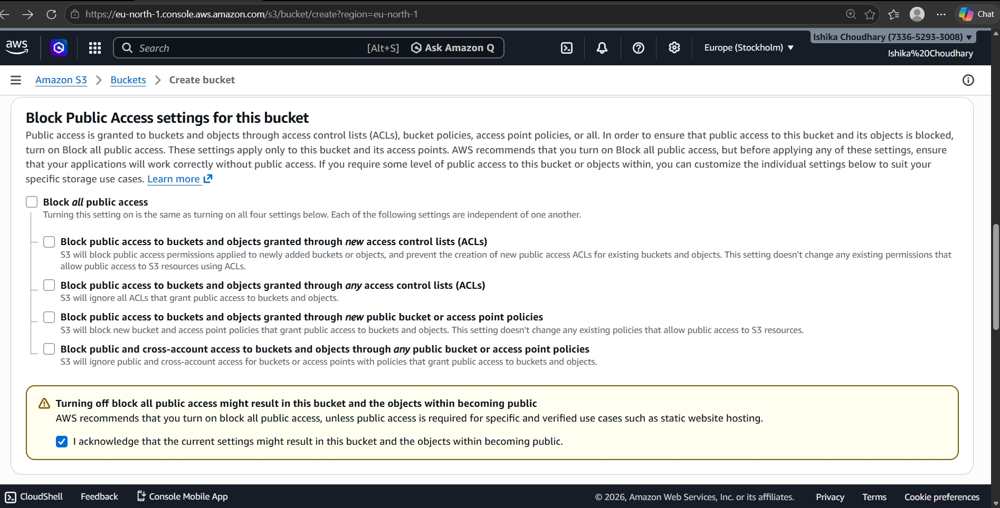 https://eu-north-1.console.aws.amazon.com/s3/bucket/create?region=eu-north-1
Chat
aws
Search
[Alt+S]
Ask Amazon Q
Europe (Stockholm)
Ishika Choudhary (7336-5293-3008)
Ishika%20Choudhary
Amazon S3
Buckets
Create bucket
Block Public Access settings for this bucket
Public access is granted to buckets and objects through access control lists (ACLs), bucket policies, access point policies, or all. In order to ensure that public access to this bucket and its objects is blocked,
turn on Block all public access. These settings apply only to this bucket and its access points. AWS recommends that you turn on Block all public access, but before applying any of these settings, ensure
that your applications will work correctly without public access. If you require some level of public access to this bucket or objects within, you can customize the individual settings below to suit your
specific storage use cases. Learn more
Block all public access
Turning this setting on is the same as turning on all four settings below. Each of the following settings are independent of one another.
Block public access to buckets and objects granted through new access control lists (ACLs)
S3 will block public access permissions applied to newly added buckets or objects, and prevent the creation of new public access ACLs for existing buckets and objects. This setting doesn't change any existing permissions that
allow public access to S3 resources using ACLs.
Block public access to buckets and objects granted through any access control lists (ACLs)
S3 will ignore all ACLs that grant public access to buckets and objects.
Block public access to buckets and objects granted through new public bucket or access point policies
S3 will block new bucket and access point policies that grant public access to buckets and objects. This setting doesn't change any existing policies that allow public access to S3 resources.
Block public and cross-account access to buckets and objects through any public bucket or access point policies
S3 will ignore public and cross-account access for buckets or access points with policies that grant public access to buckets and objects.
Turning off block all public access might result in this bucket and the objects within becoming public
AWS recommends that you turn on block all public access, unless public access is required for specific and verified use cases such as static website hosting.
I acknowledge that the current settings might result in this bucket and the objects within becoming public.
CloudShell
Feedback
Console Mobile App
© 2026, Amazon Web Services, Inc. or its affiliates.
Privacy
Terms
Cookie preferences